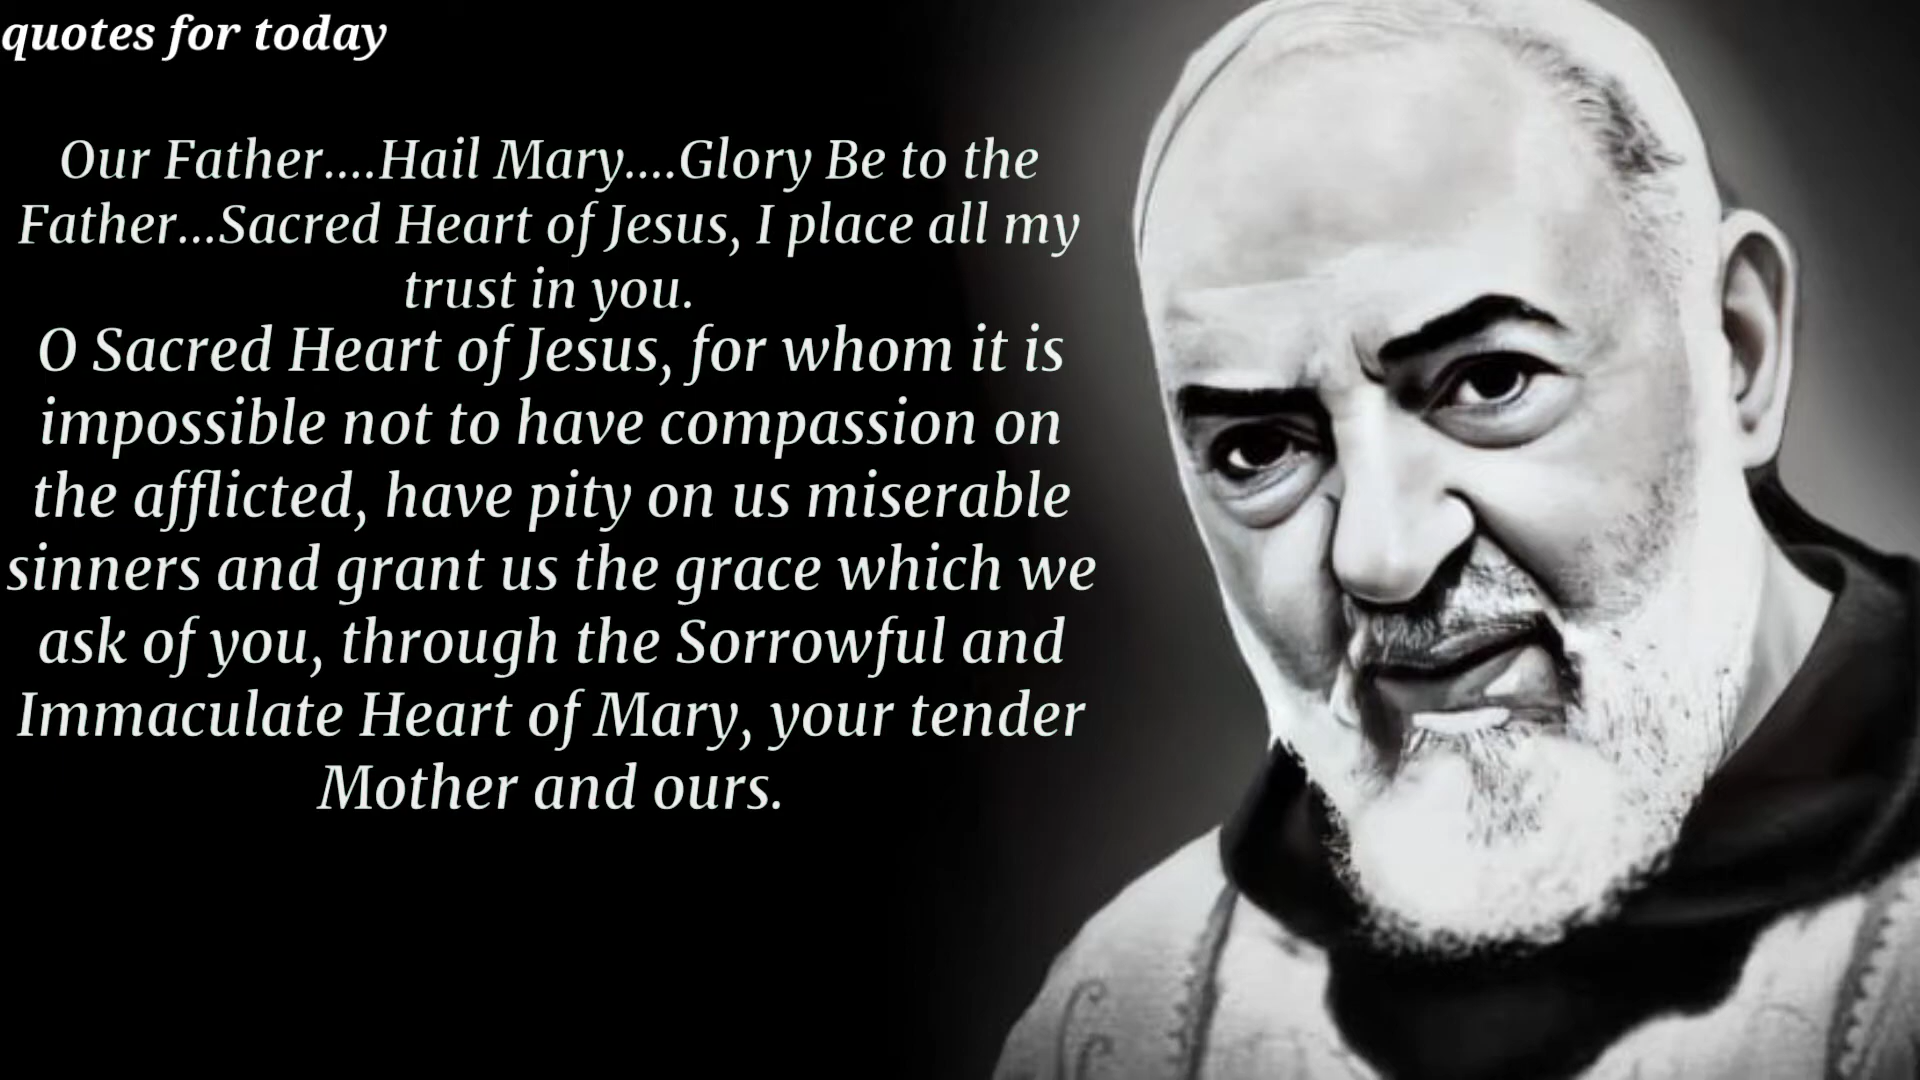 quotes for today
Our Father....Hail Mary....Glory Be to the
Father...Sacred Heart of Jesus, I place all my
trust in you.
O Sacred Heart of Jesus, for whom it is
impossible not to have compassion on
the afflicted, have pity on us miserable
sinners and grant us the grace which we
ask of you, through the Sorrowful and
Immaculate Heart of Mary, your tender
Mother and ours.